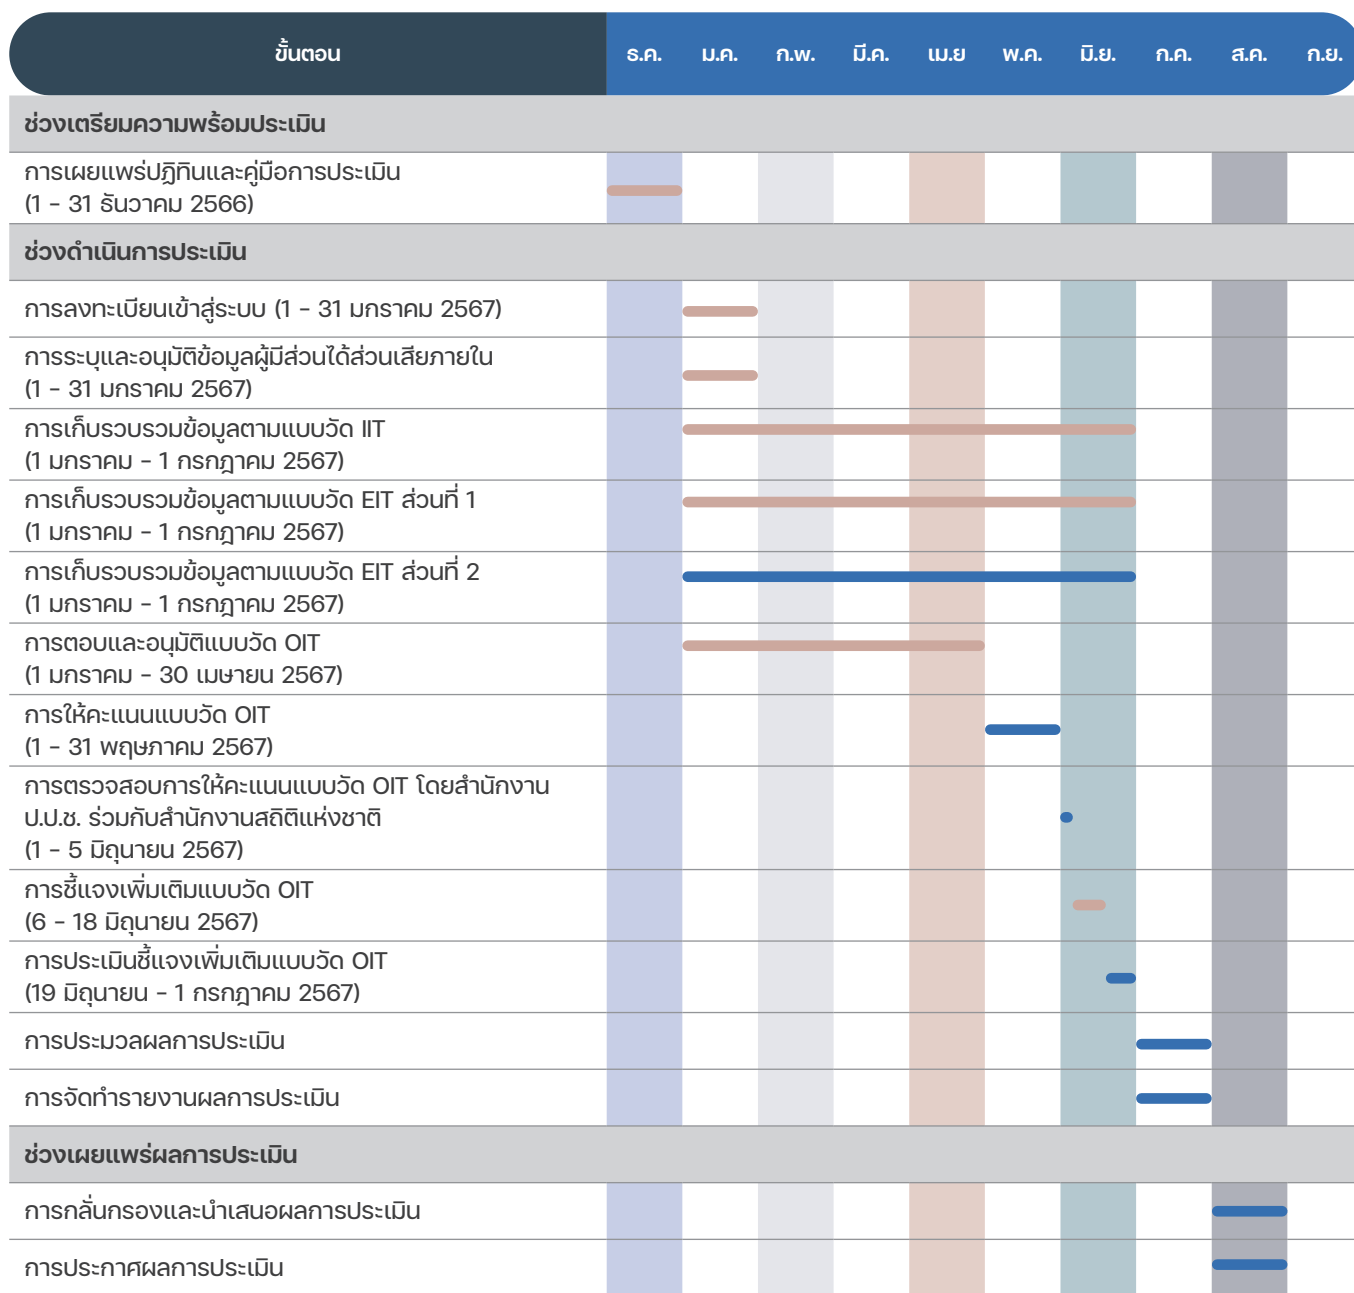 ขั้นตอน ธ.ค. ม.ค. ก.พ. มี.ค. เม.ย พ.ค. มิ.ย. ก.ค. ส.ค. ก.ย.
ช่วงเตรียมความพร้อมประเมิน
การเผยแพร่ปฏิทินและคู่มือการประเมิน
(1 - 31 ธันวาคม 2566)
ช่วงดำเนินการประเมิน
การลงทะเบียนเข้าสู่ระบบ (1 - 31 มกราคม 2567)
การระบุและอนุมัติข้อมูลผู้มีส่วนได้ส่วนเสียภายใน
(1 - 31 มกราคม 2567)
การเก็บรวบรวมข้อมูลตามแบบวัด IIT
(1 มกราคม - 1 กรกฎาคม 2567)
การเก็บรวบรวมข้อมูลตามแบบวัด EIT ส่วนที่ 1
(1 มกราคม - 1 กรกฎาคม 2567)
การเก็บรวบรวมข้อมูลตามแบบวัด EIT ส่วนที่ 2
(1 มกราคม - 1 กรกฎาคม 2567)
การตอบและอนุมัติแบบวัด OIT
(1 มกราคม - 30 เมษายน 2567)
การให้คะแนนแบบวัด OIT
(1 - 31 พฤษภาคม 2567)
การตรวจสอบการให้คะแนนแบบวัด OIT โดยสำนักงาน
ป.ป.ช. ร่วมกับสำนักงานสถิติแห่งชาติ
(1 - 5 มิถุนายน 2567)
การชี้แจงเพิ่มเติมแบบวัด OIT
(6 - 18 มิถุนายน 2567)
การประเมินชี้แจงเพิ่มเติมแบบวัด OIT
(19 มิถุนายน - 1 กรกฎาคม 2567)
การประมวลผลการประเมิน
การจัดทำรายงานผลการประเมิน
ช่วงเผยแพร่ผลการประเมิน
การกลั่นกรองและนำเสนอผลการประเมิน
การประกาศผลการประเมิน